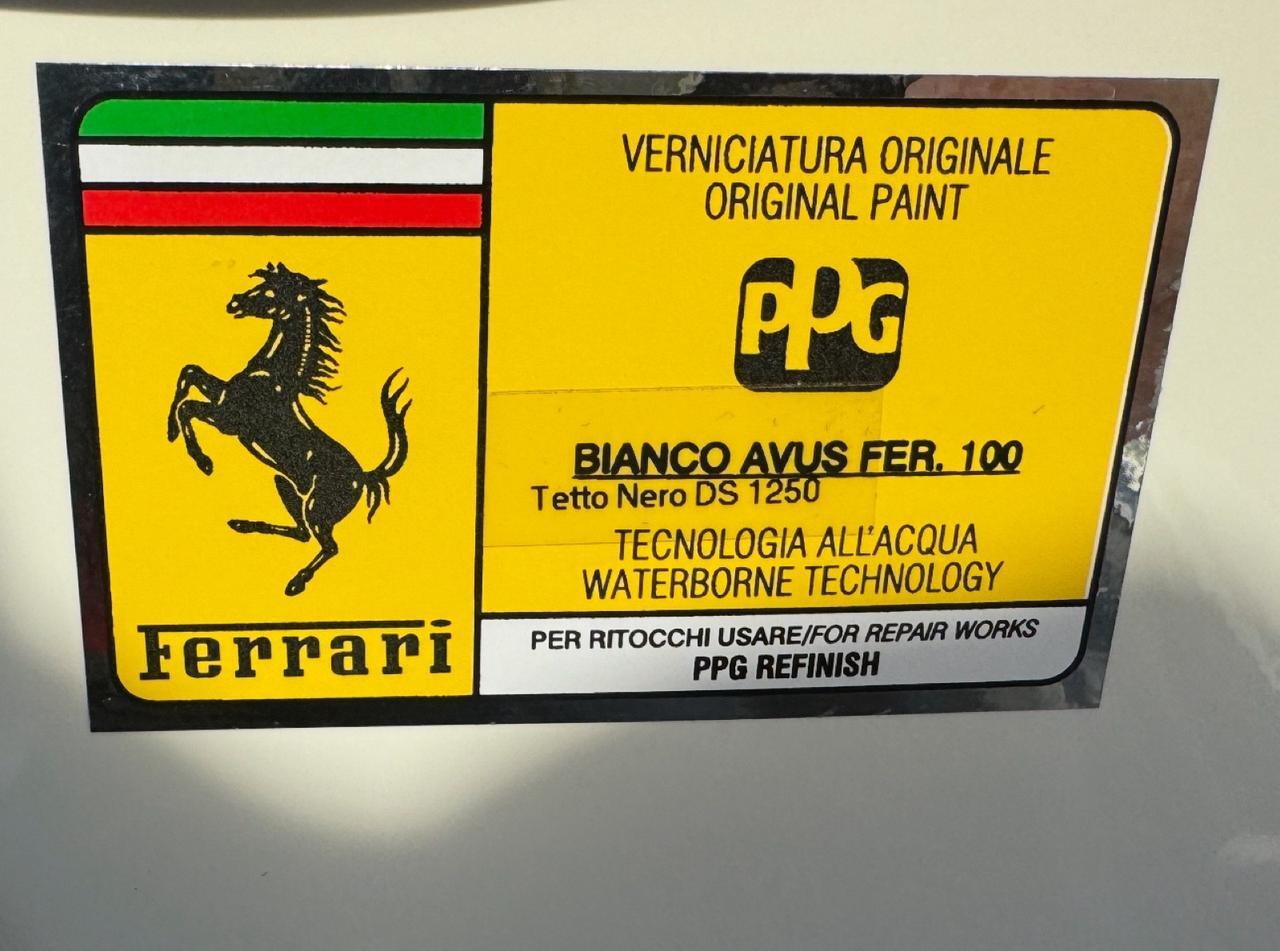 VERNICIATURA ORIGINALE
ORIGINAL PAINT
PPG
BIANCO AVUS FER. 100
Tetto Nero DS 1250
TECNOLOGIA ALL'ACQUA
WATERBORNE TECHNOLOGY
Ferrari
PER RITOCCHI USARE/FOR REPAIR WORKS
PPG REFINISH